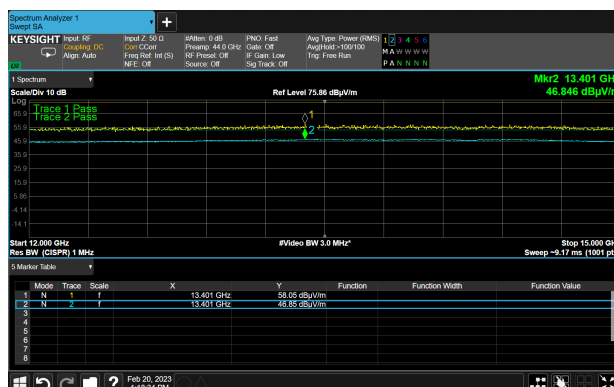 Spectrum Analyzer 1
Swept SA
+
KEYSIGHT
Input: RF
Coupling: DC
Align: Auto
Input Z: 50 Ω
Corr CCorr
Freq Ref: Int (S)
NFE: Off
#Atten: 0 dB
Preamp: 44.0 GHz
RF Preset: Off
Source: Off
PNO: Fast
Gate: Off
IF Gain: Low
Sig Track: Off
Avg Type: Power (RMS)
Avg|Hold:>100/100
Trig: Free Run
1 2 3 4 5 6
M A W W W W
P A N N N N
1 Spectrum
Scale/Div 10 dB
Log
Ref Level 75.86 dBµV/m
Mkr2 13.401 GH
46.846 dBµV/
Trace 1 Pass
Trace 2 Pass
1
2
65.9
55.9
45.9
35.9
25.9
15.9
5.86
-4.14
-14.1
Start 12.000 GHz
Res BW (CISPR) 1 MHz
#Video BW 3.0 MHz*
Stop 15.000 GHz
Sweep ~9.17 ms (1001 pt
5 Marker Table
Mode Trace Scale X Y Function Function Width Function Value
1 N 1 f 13.401 GHz 58.05 dBµV/m
2 N 2 f 13.401 GHz 46.85 dBµV/m
3
4
5
6
7
8
?
Feb 20, 2023